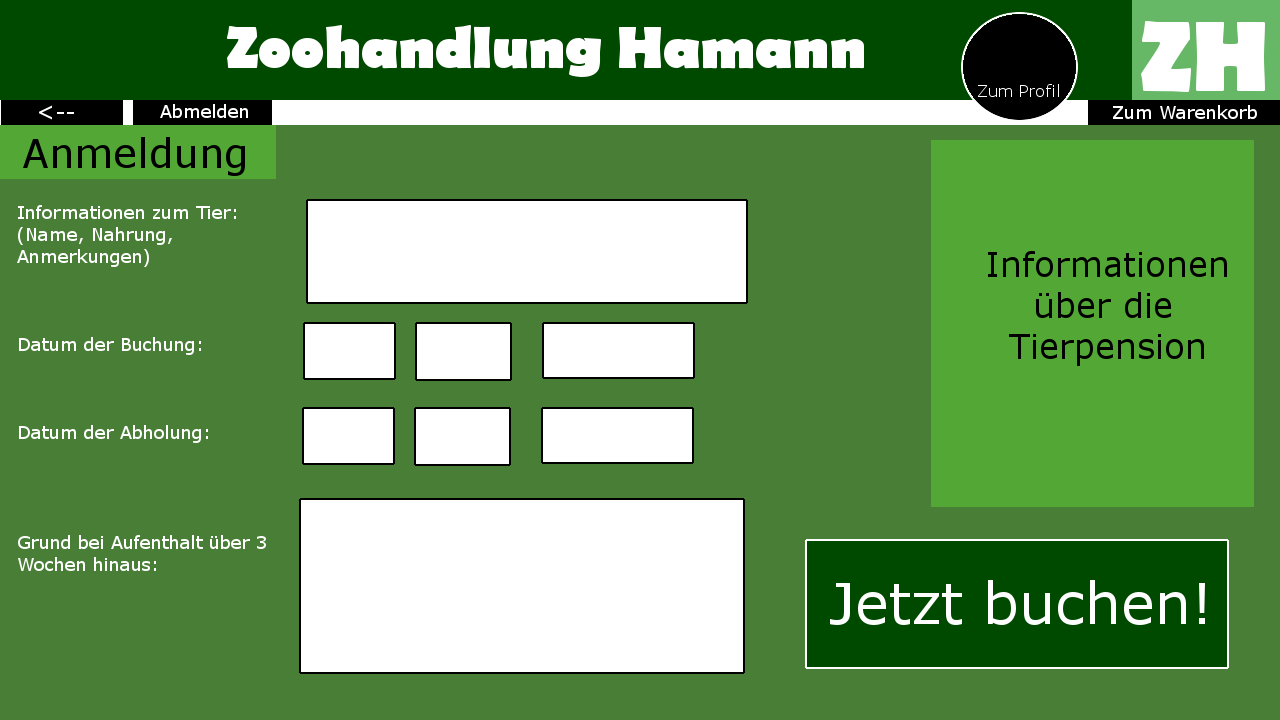 Zoohandlung Hamann
ZH
Zum Profil
<--
Abmelden
Zum Warenkorb
Anmeldung
Informationen zum Tier:
(Name, Nahrung,
Anmerkungen)
Datum der Buchung:
Datum der Abholung:
Grund bei Aufenthalt über 3
Wochen hinaus:
Informationen
über die
Tierpension
Jetzt buchen!